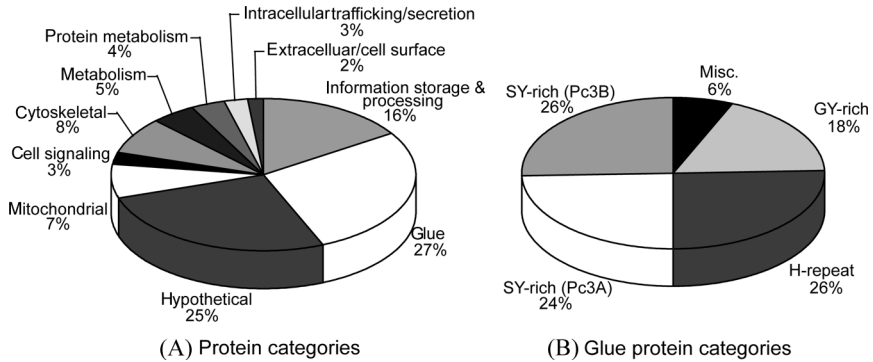 Intracellular trafficking/secretion
3%
Protein metabolism
4%
Extracelluar/cell surface
2%
Metabolism
5%
Information storage &
processing
16%
Cytoskeletal
8%
Cell signaling
3%
Mitochondrial
7%
Glue
27%
Hypothetical
25%
(A) Protein categories
Misc.
6%
SY-rich (Pc3B)
26%
GY-rich
18%
H-repeat
26%
SY-rich (Pc3A)
24%
(B) Glue protein categories